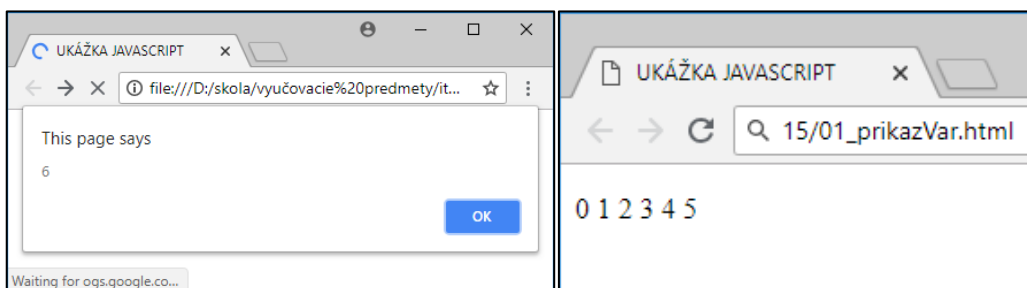 UKÁŽKA JAVASCRIPT
file:///D:/skola/vyučovacie%20predmety/it...
This page says
6
OK
Waiting for ogs.google.co...
UKÁŽKA JAVASCRIPT
15/01_prikazVar.html
0 1 2 3 4 5